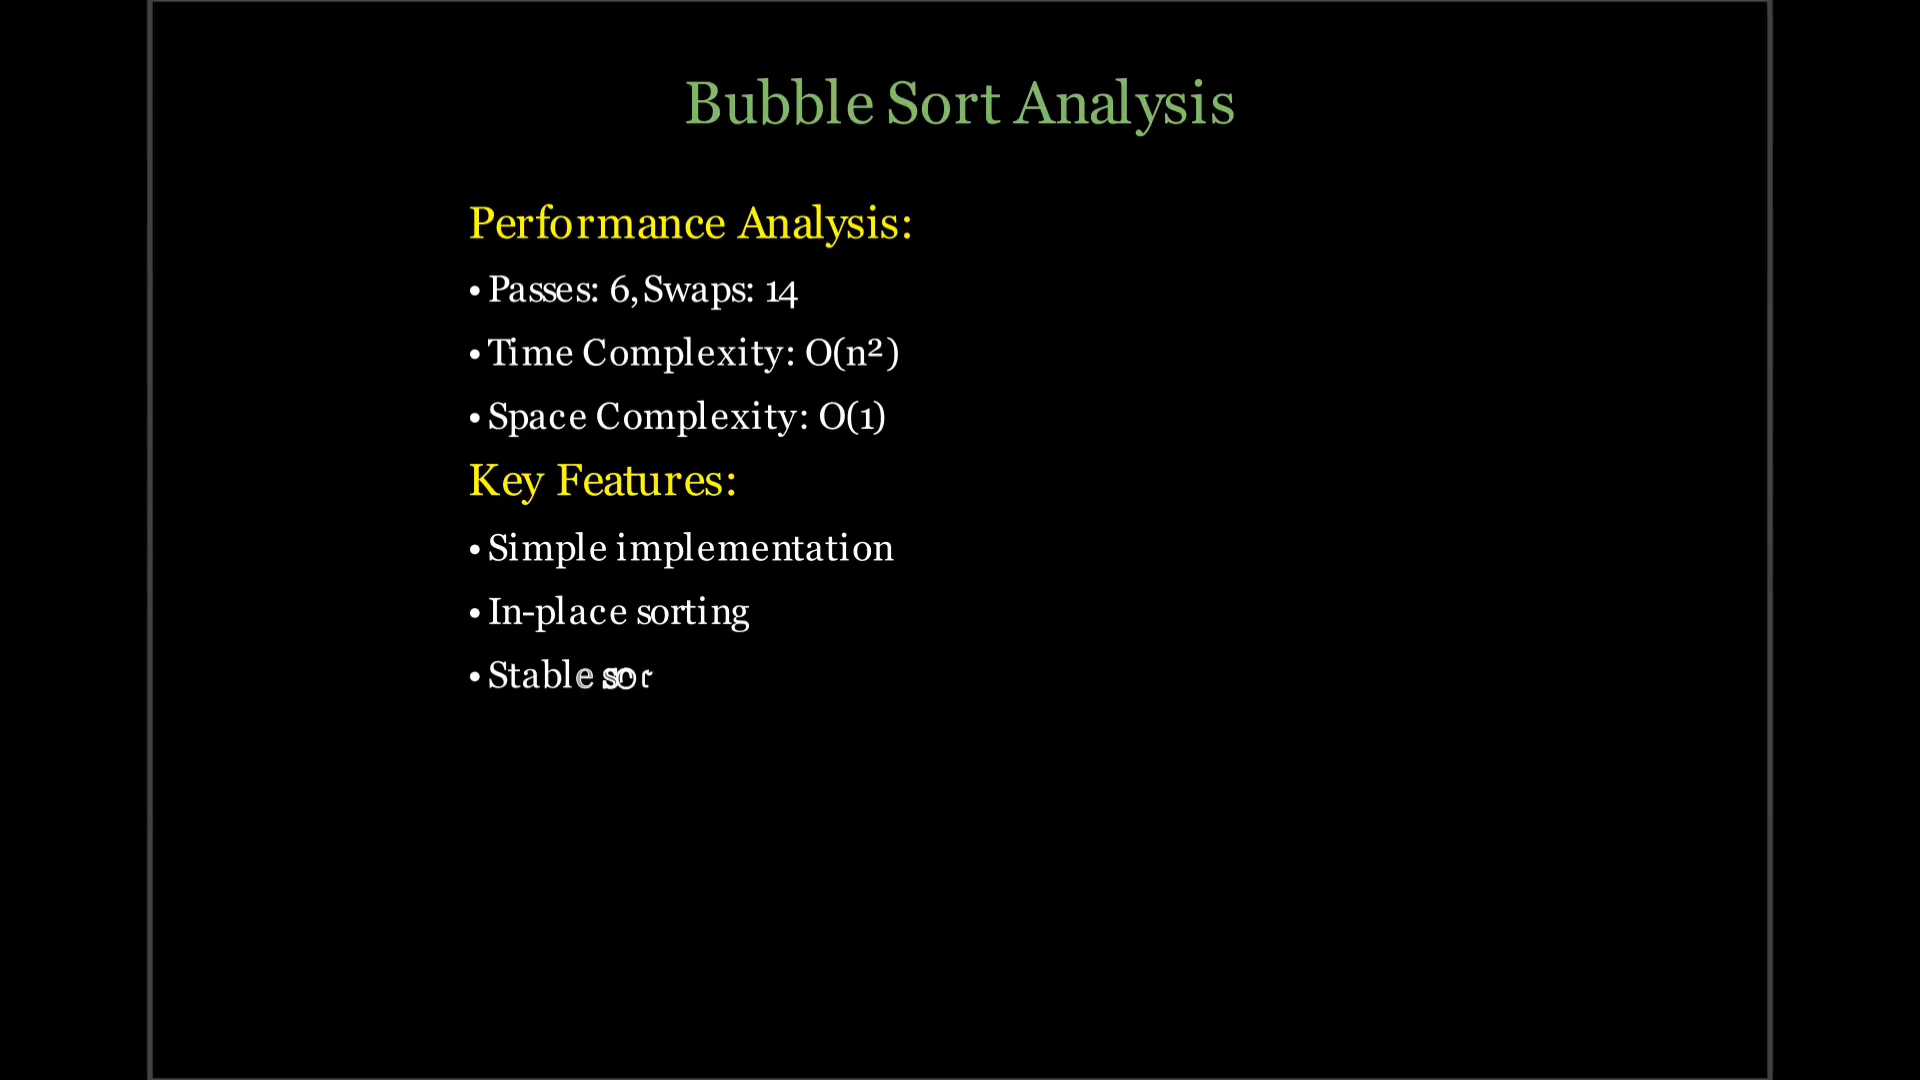 Bubble Sort Analysis
Performance Analysis:
• Passes: 6, Swaps: 14
• Time Complexity: O(n²)
• Space Complexity: O(1)
Key Features:
• Simple implementation
• In-place sorting
• Stable